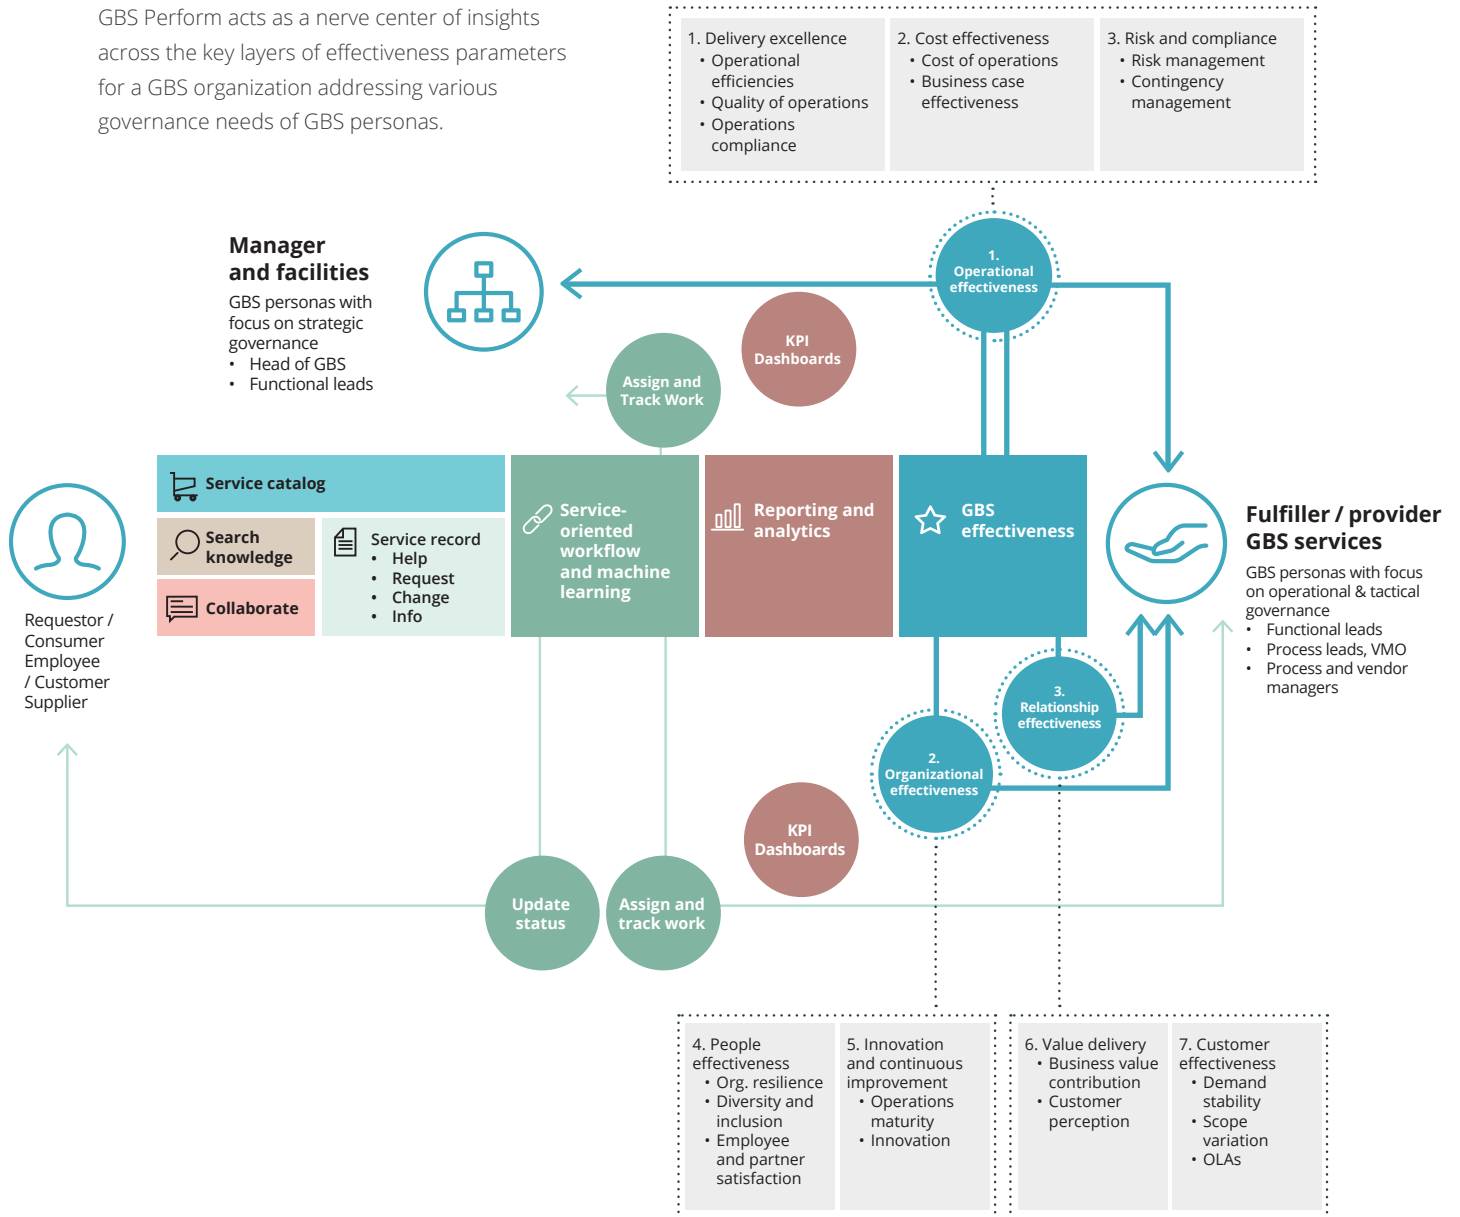 GBS Perform acts as a nerve center of insights
across the key layers of effectiveness parameters
for a GBS organization addressing various
governance needs of GBS personas.
1. Delivery excellence
• Operational
efficiencies
• Quality of operations
• Operations
compliance
2. Cost effectiveness
• Cost of operations
• Business case
effectiveness
3. Risk and compliance
• Risk management
• Contingency
management
Manager
and facilities
GBS personas with
focus on strategic
governance
• Head of GBS
• Functional leads
1.
Operational
effectiveness
KPI
Dashboards
Assign and
Track Work
Service catalog
Search
knowledge
Collaborate
Service record
• Help
• Request
• Change
• Info
Service-
oriented
workflow
and machine
learning
Reporting and
analytics
GBS
effectiveness
Requestor /
Consumer
Employee
/ Customer
Supplier
Fulfiller / provider
GBS services
GBS personas with focus
on operational & tactical
governance
• Functional leads
• Process leads, VMO
• Process and vendor
managers
3.
Relationship
effectiveness
2.
Organizational
effectiveness
KPI
Dashboards
Update
status
Assign and
track work
4. People
effectiveness
• Org. resilience
• Diversity and
inclusion
• Employee
and partner
satisfaction
5. Innovation
and continuous
improvement
• Operations
maturity
• Innovation
6. Value delivery
• Business value
contribution
• Customer
perception
7. Customer
effectiveness
• Demand
stability
• Scope
variation
• OLAs